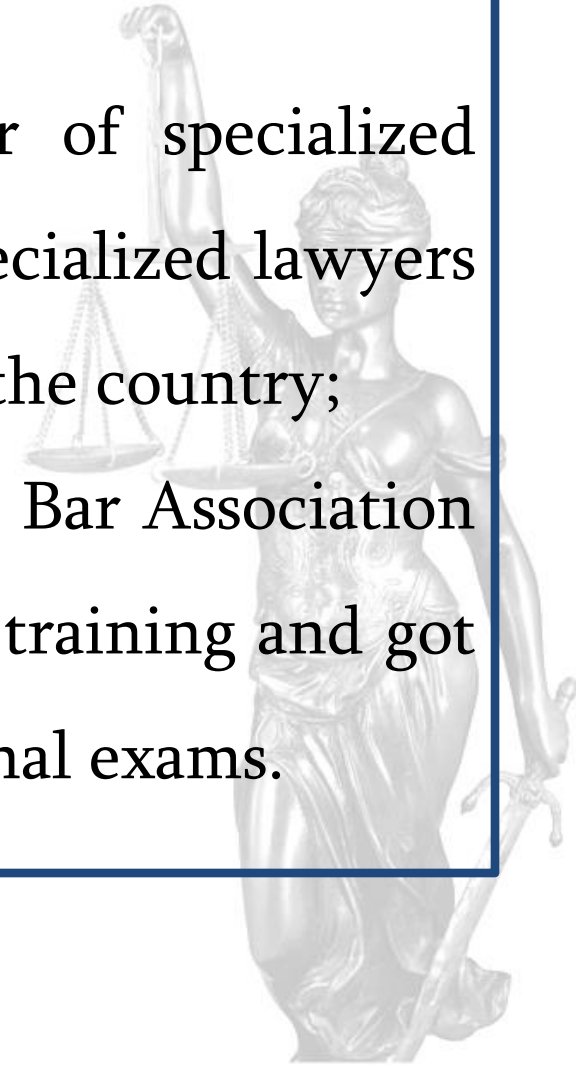 r of specialized
ecialized lawyers
the country;
Bar Association
training and got
nal exams.